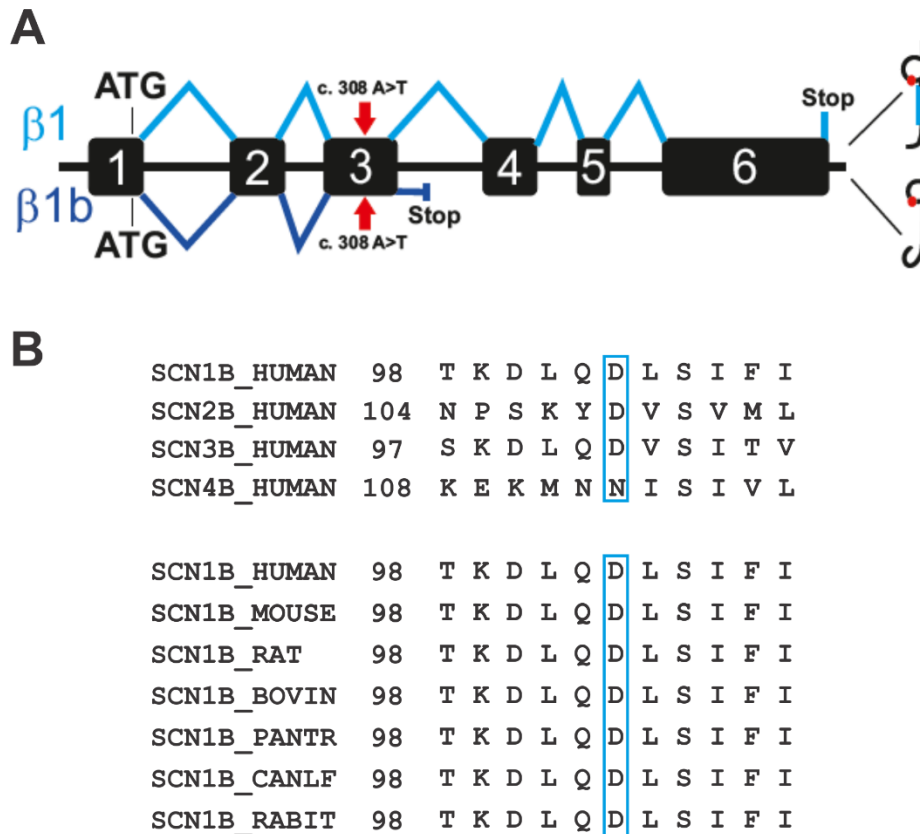 A
ATG
c. 308 A>T
Stop
β1
1 2 3 4 5 6
β1b
Stop
ATG
c. 308 A>T
B
SCN1B_HUMAN 98 T K D L Q D L S I F I
SCN2B_HUMAN 104 N P S K Y D V S V M L
SCN3B_HUMAN 97 S K D L Q D V S I T V
SCN4B_HUMAN 108 K E K M N N I S I V L
SCN1B_HUMAN 98 T K D L Q D L S I F I
SCN1B_MOUSE 98 T K D L Q D L S I F I
SCN1B_RAT 98 T K D L Q D L S I F I
SCN1B_BOVIN 98 T K D L Q D L S I F I
SCN1B_PANTR 98 T K D L Q D L S I F I
SCN1B_CANLF 98 T K D L Q D L S I F I
SCN1B_RABIT 98 T K D L Q D L S I F I